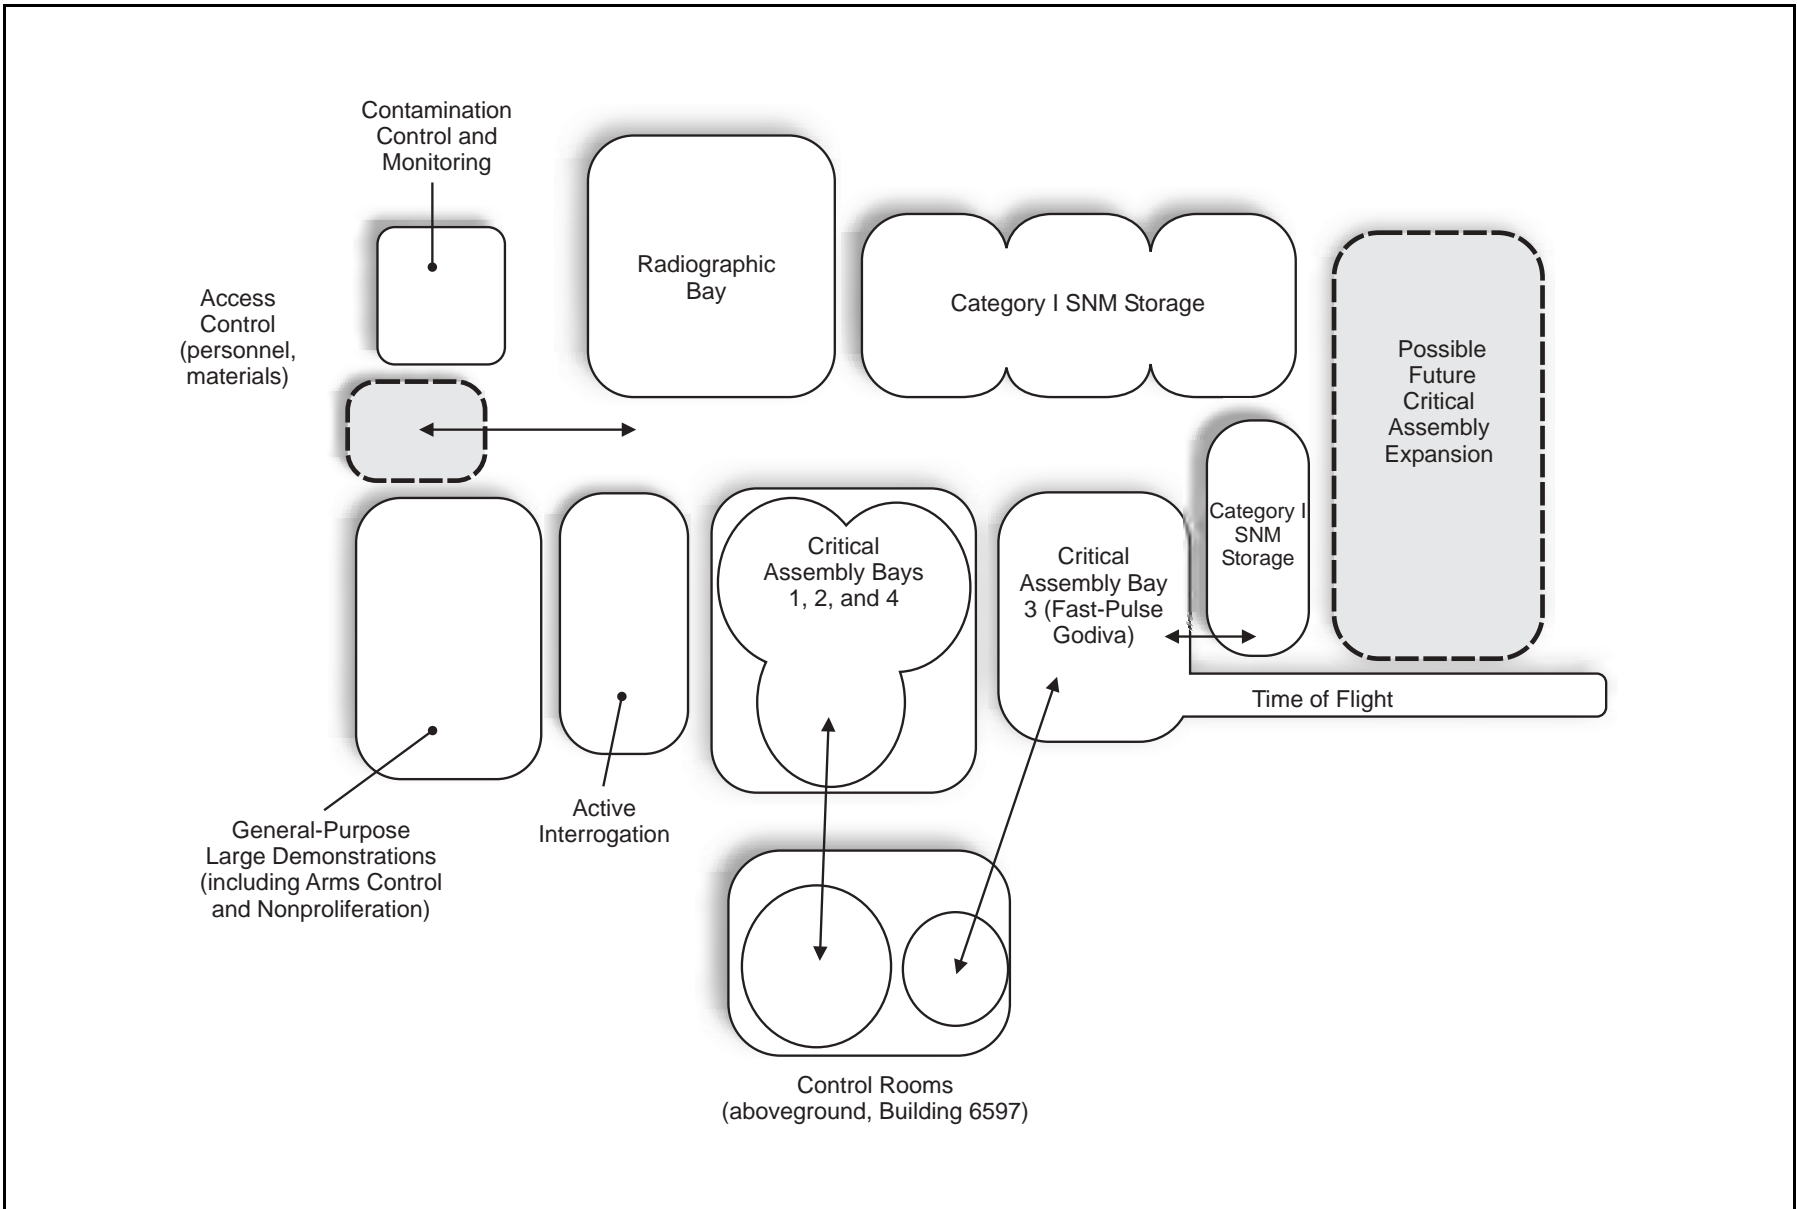 Contamination
Control and
Monitoring
Access
Control
(personnel,
materials)
Radiographic
Bay
Category I SNM Storage
Possible
Future
Critical
Assembly
Expansion
Category I
SNM
Storage
Critical
Assembly Bays
1, 2, and 4
Critical
Assembly Bay
3 (Fast-Pulse
Godiva)
Time of Flight
General-Purpose
Large Demonstrations
(including Arms Control
and Nonproliferation)
Active
Interrogation
Control Rooms
(aboveground, Building 6597)